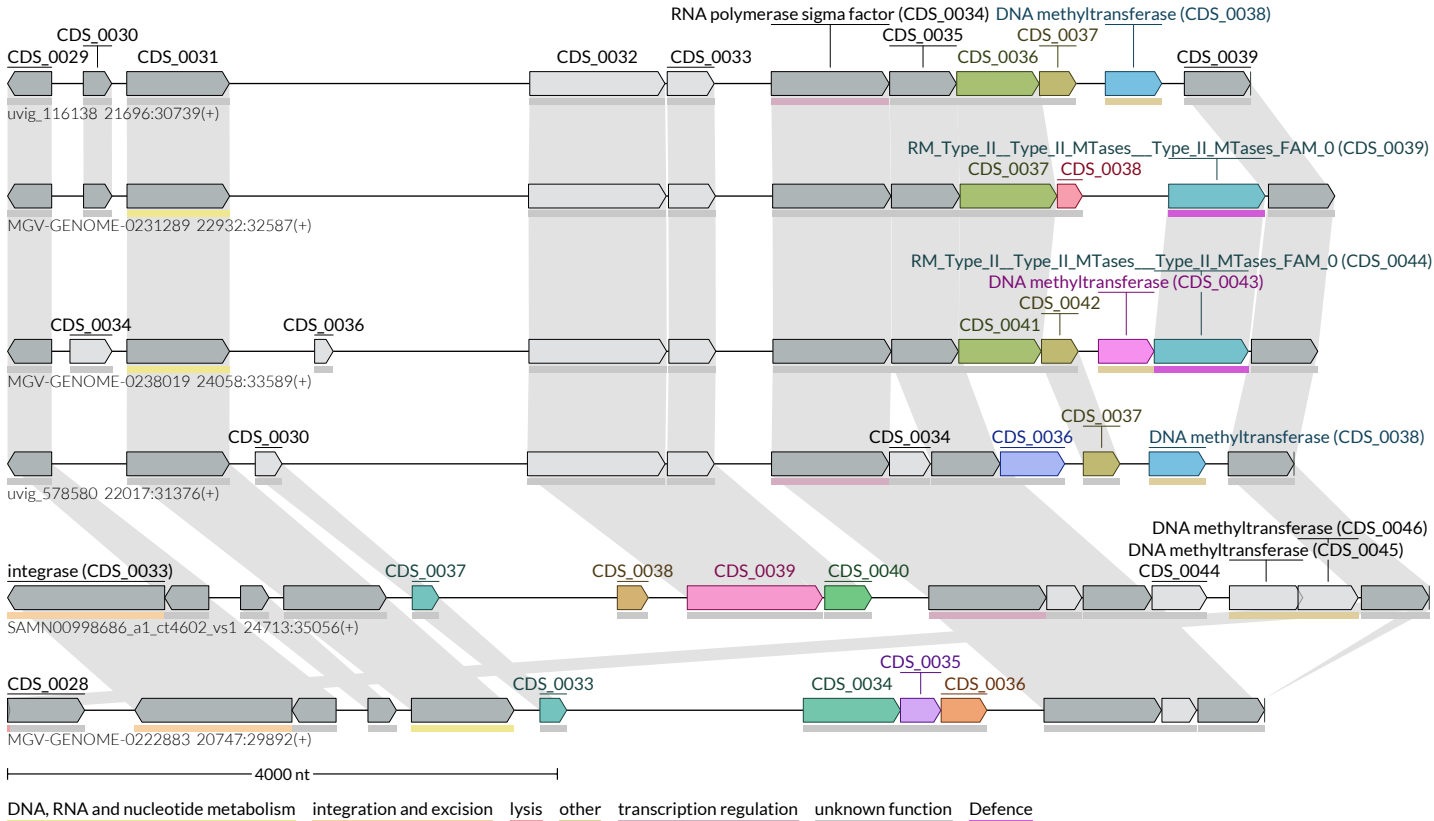 RNA polymerase sigma factor (CDS_0034) DNA methyltransferase (CDS_0038)
CDS_0030 CDS_0035 CDS_0037
CDS_0029 CDS_0031 CDS_0032 CDS_0033 CDS_0036 CDS_0039
uvig_116138 21696:30739(+)
RM_Type_II__Type_II_MTases__Type_II_MTases_FAM_0 (CDS_0039)
CDS_0037 CDS_0038
MGV-GENOME-0231289 22932:32587(+)
RM_Type_II__Type_II_MTases__Type_II_MTases_FAM_0 (CDS_0044)
DNA methyltransferase (CDS_0043)
CDS_0042
CDS_0034 CDS_0036 CDS_0041
MGV-GENOME-0238019 24058:33589(+)
CDS_0037
CDS_0030 CDS_0034 CDS_0036 DNA methyltransferase (CDS_0038)
uvig_578580 22017:31376(+)
DNA methyltransferase (CDS_0046)
DNA methyltransferase (CDS_0045)
integrase (CDS_0033) CDS_0037 CDS_0038 CDS_0039 CDS_0040 CDS_0044
SAMN00998686_a1_ct4602_vs1 24713:35056(+)
CDS_0035
CDS_0028 CDS_0033 CDS_0034 CDS_0036
MGV-GENOME-0222883 20747:29892(+)
4000 nt
DNA, RNA and nucleotide metabolism integration and excision lysis other transcription regulation unknown function Defence